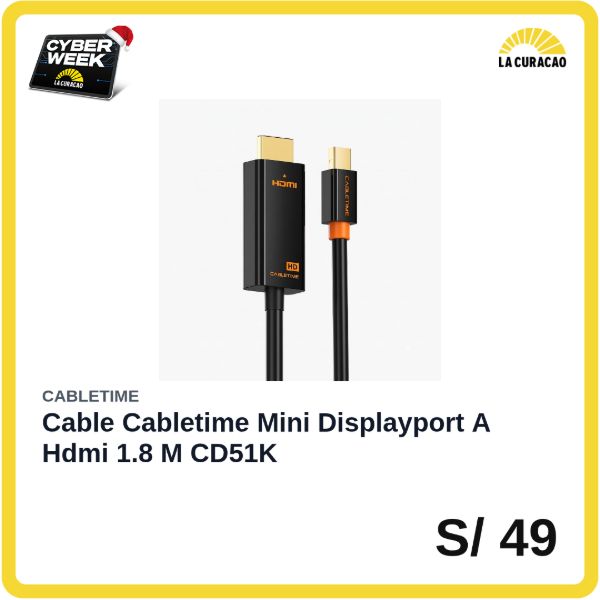 CYBER
WEEK
LA CURACAO
LA CURACAO
HDMI
CABLETIME
HD
CABLETIME
CABLETIME
Cable Cabletime Mini Displayport A
Hdmi 1.8 M CD51K
S/ 49